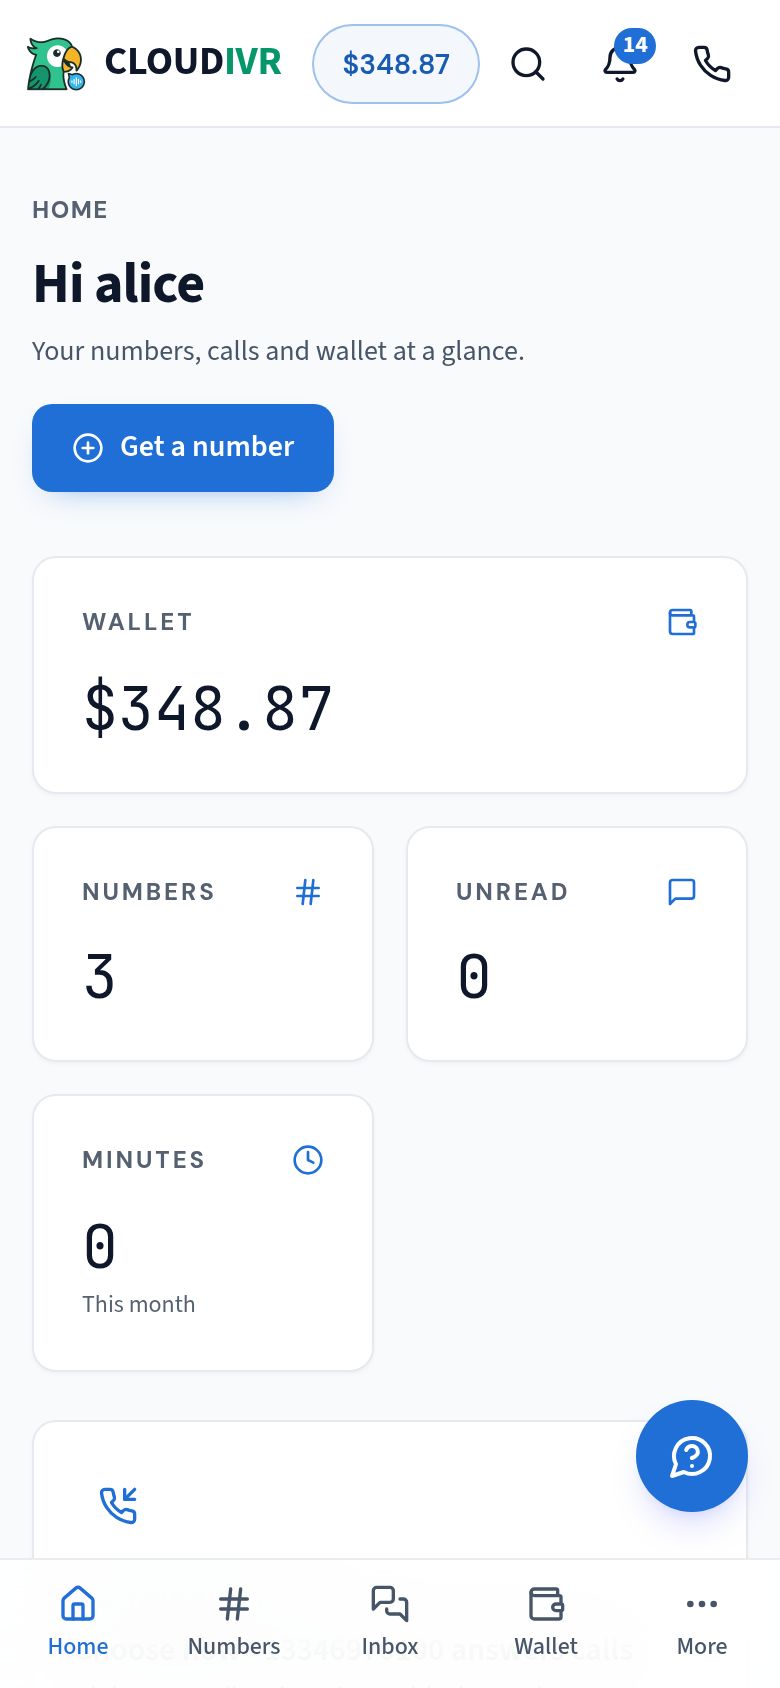 CLOUDIVR $348.87 14
HOME
Hi alice
Your numbers, calls and wallet at a glance.
Get a number
WALLET
$348.87
NUMBERS
3
UNREAD
0
MINUTES
0
This month
Home Numbers Inbox Wallet More